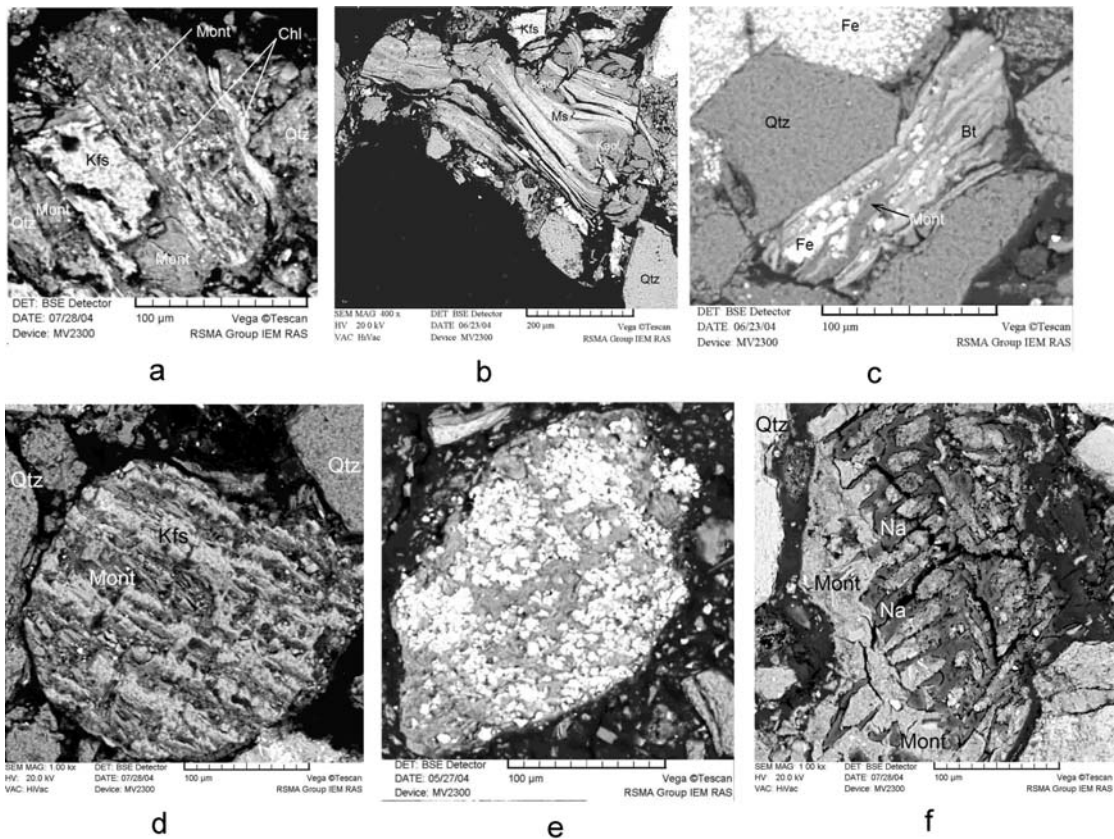 Mont
Chl
Kfs
Qtz
Mont
Qtz
Mont
DET: BSE Detector
DATE: 07/28/04
100 µm
Vega ©Tescan
Device: MV2300
RSMA Group IEM RAS
a
Kfs
Ms
Kaol
Qtz
SEM MAG 400 x
DET BSE Detector
HV 20.0 kV
DATE 06/23/04
200 µm
Vega ©Tescan
VAC HiVac
Device MV2300
RSMA Group IEM RAS
b
Fe
Qtz
Bt
Mont
Fe
DET: BSE Detector
DATE: 06/23/04
100 µm
Vega ©Tescan
Device: MV2300
RSMA Group IEM RAS
c
Qtz
Qtz
Kfs
Mont
SEM MAG: 1.00 kx
DET: BSE Detector
HV: 20.0 kV
DATE: 07/28/04
100 µm
Vega ©Tescan
VAC: HiVac
Device: MV2300
RSMA Group IEM RAS
d
DET: BSE Detector
DATE: 05/27/04
100 µm
Vega ©Tescan
Device: MV2300
RSMA Group IEM RAS
e
Qtz
Na
Mont
Na
Mont
SEM MAG: 1.00 kx
DET: BSE Detector
HV: 20.0 kV
DATE: 07/28/04
100 µm
Vega ©Tescan
VAC: HiVac
Device: MV2300
RSMA Group IEM RAS
f